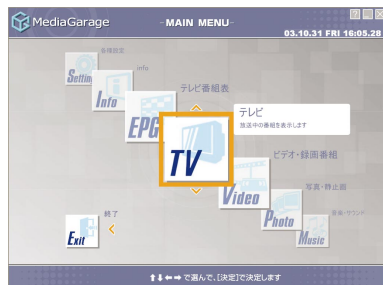 MediaGarage
-MAIN MENU-
03.10.31 FRI 16:05.28
各種設定
Setting
info
Info
テレビ番組表
EPG
テレビ
放送中の番組を表示します
TV
ビデオ・録画番組
Video
写真・静止画
Photo
音楽・サウンド
Music
終了
Exit
⬆⬇⬅➡ で選んで、[決定]で決定します